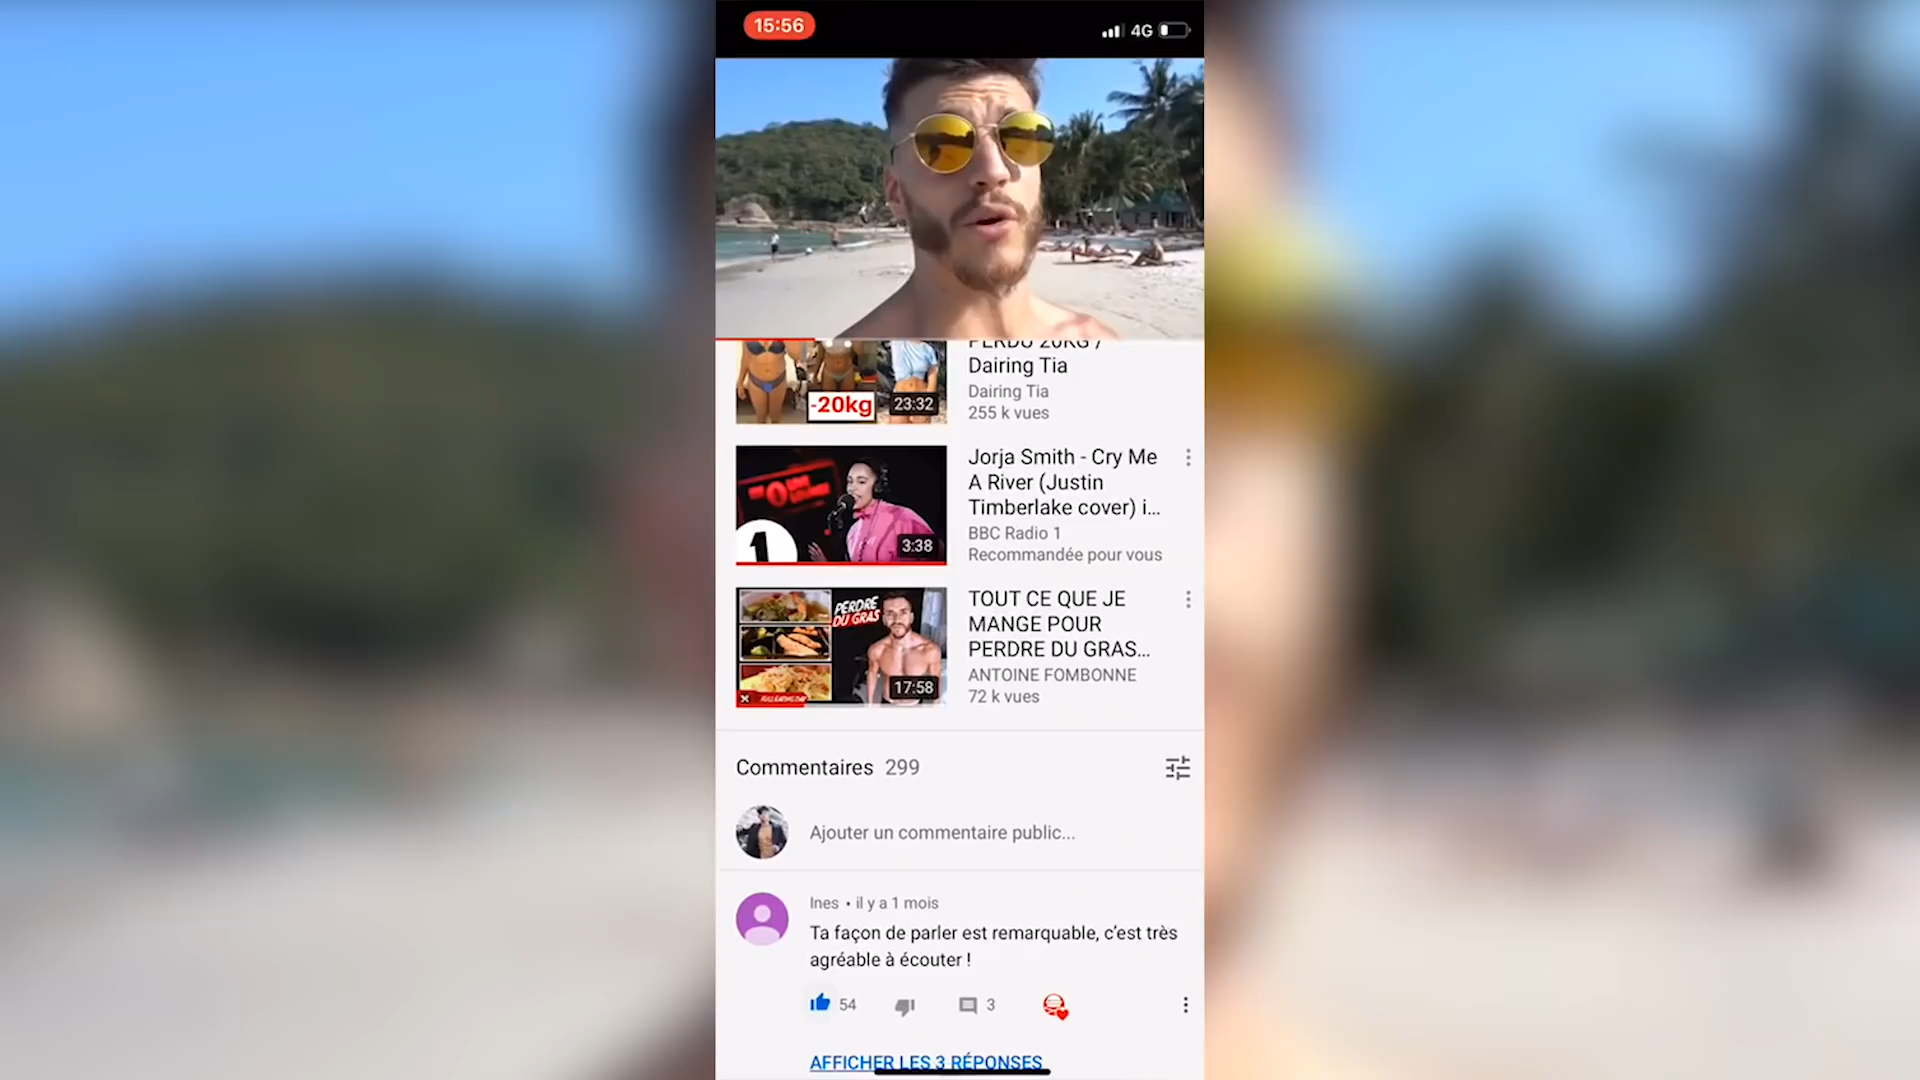 15:56
4G
PERDU 20KG /
Dairing Tia
Dairing Tia
255 k vues
-20kg
23:32
Jorja Smith - Cry Me
A River (Justin
Timberlake cover) i...
BBC Radio 1
Recommandée pour vous
1
3:38
TOUT CE QUE JE
MANGE POUR
PERDRE DU GRAS...
ANTOINE FOMBONNE
72 k vues
PERDRE
DU GRAS
17:58
Commentaires 299
Ajouter un commentaire public...
Ines • il y a 1 mois
Ta façon de parler est remarquable, c’est très
agréable à écouter !
54
3
AFFICHER LES 3 RÉPONSES